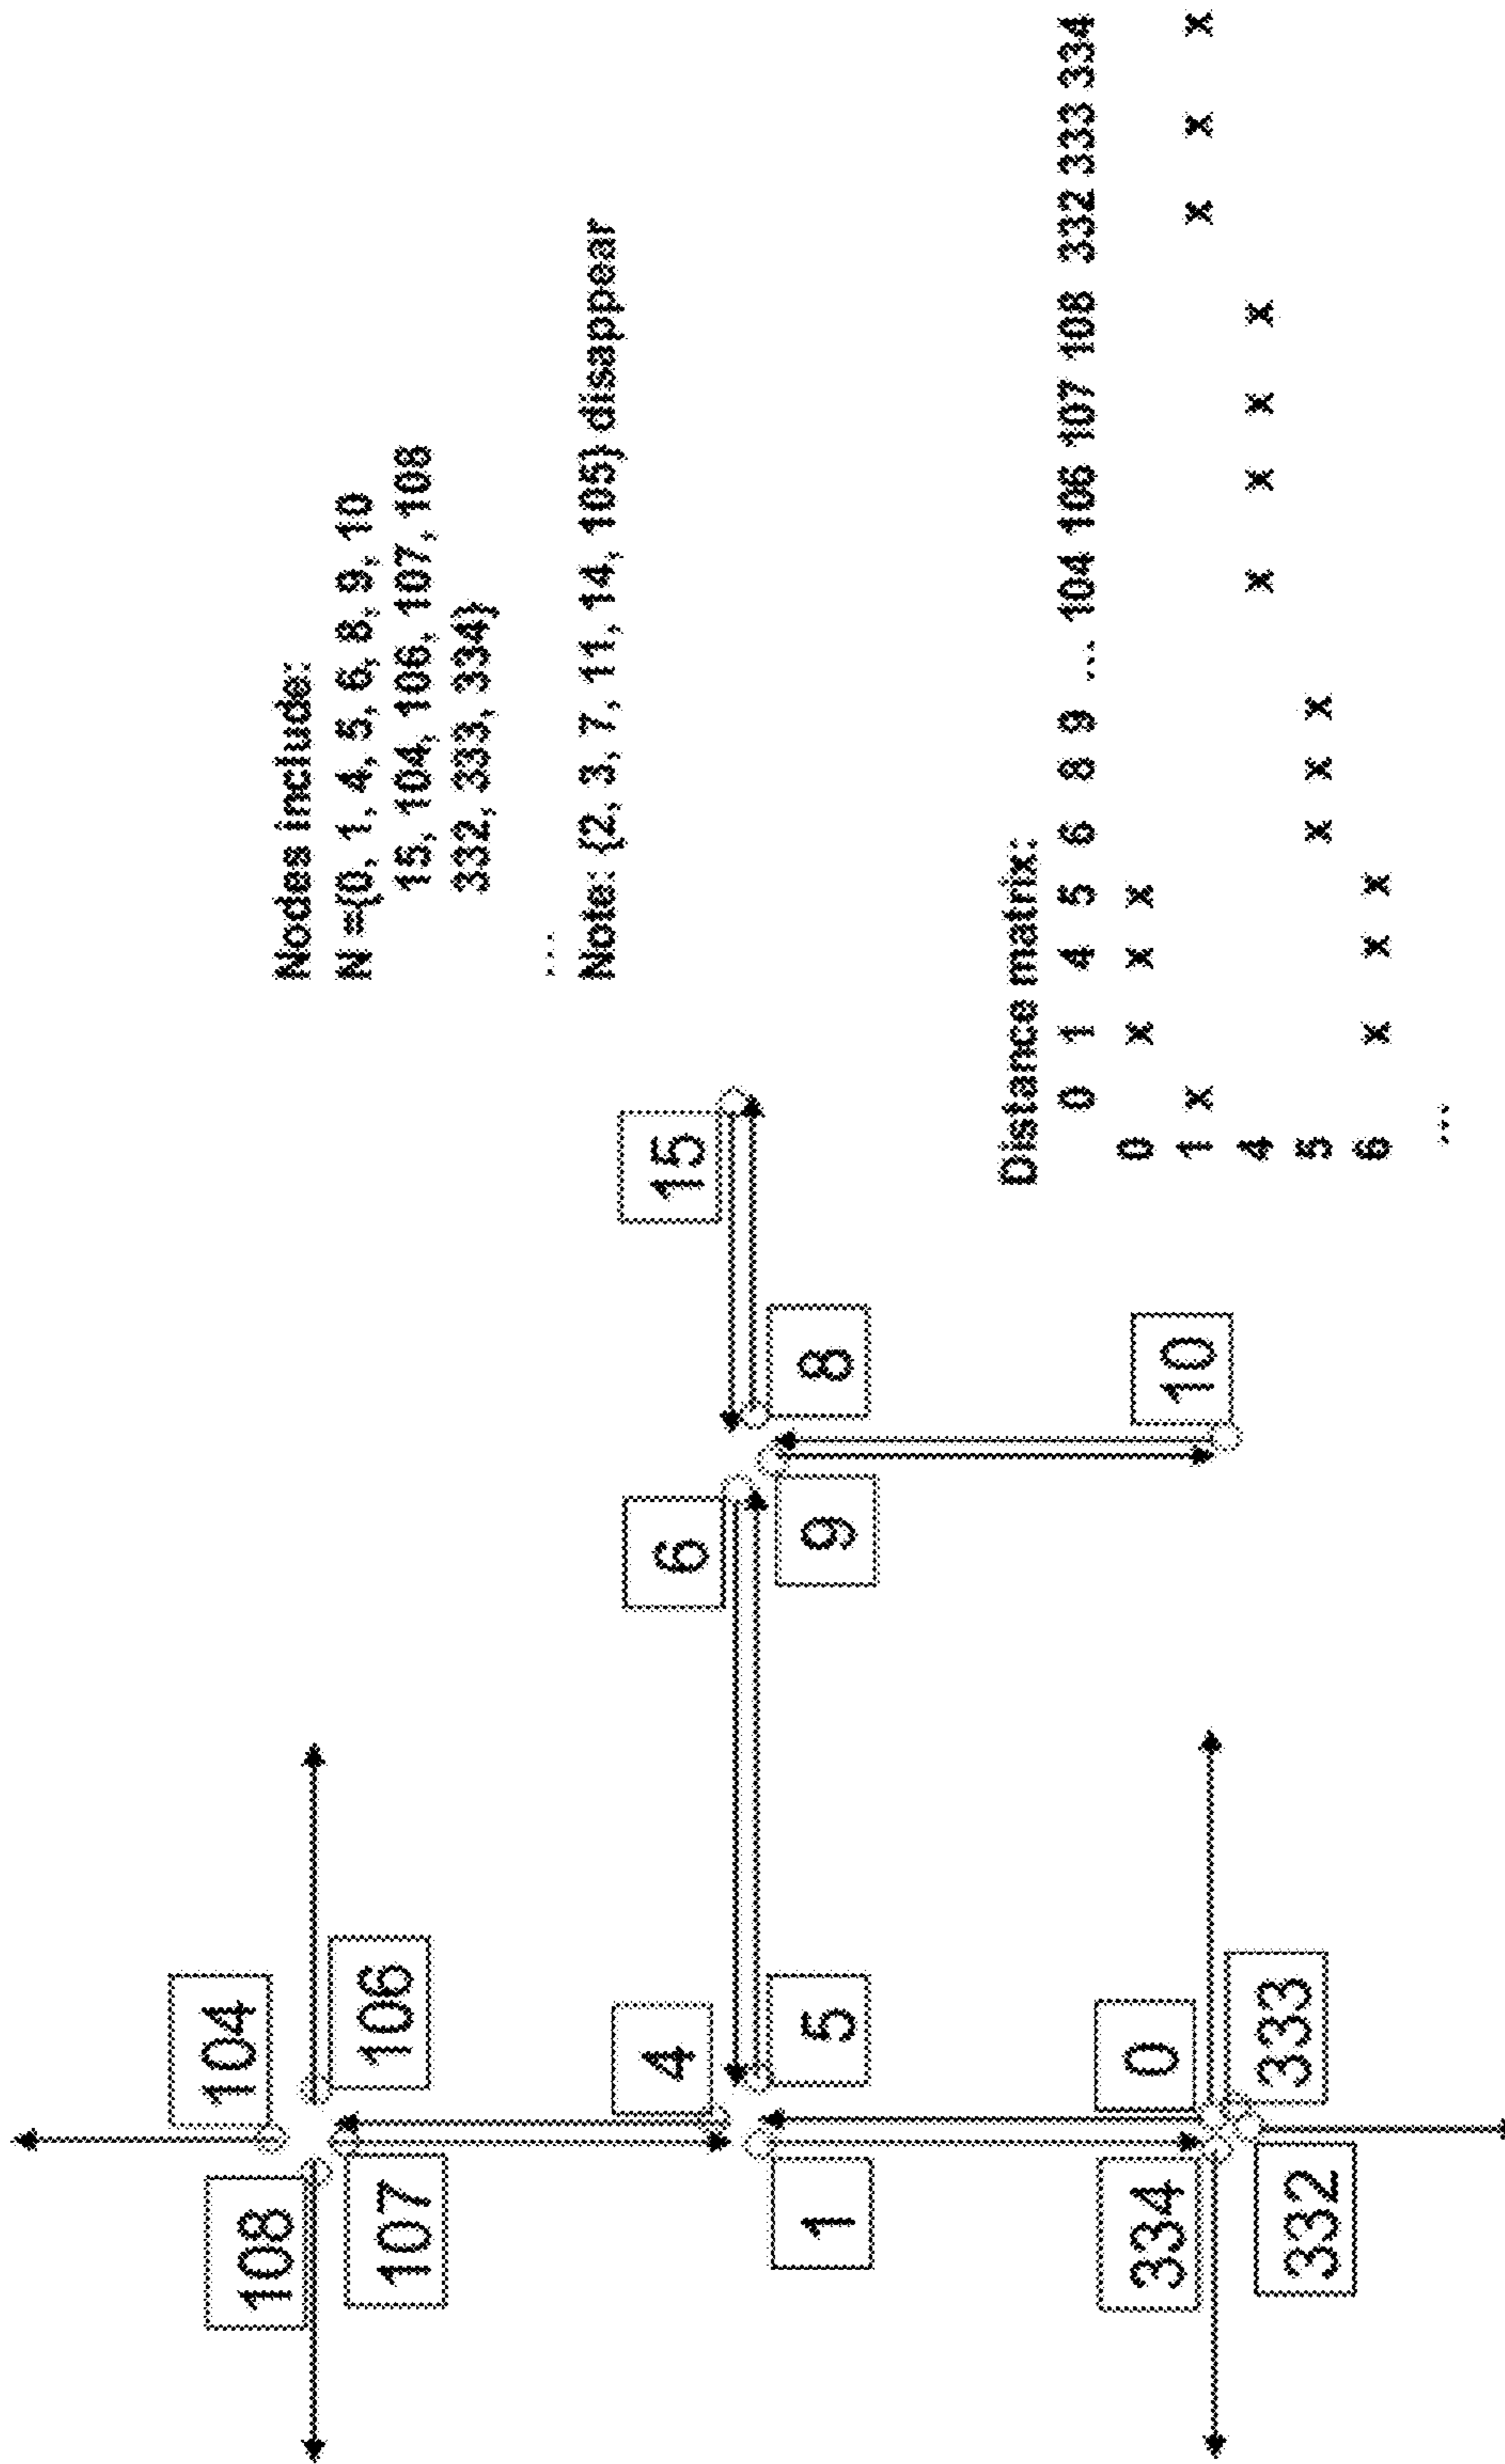 104
108
106
107
4
6
15
1
5
9
8
0
334
10
333
332
Nodes include:
N ={0, 1, 4, 5, 6, 8, 9, 10
15, 104, 106, 107, 108
332, 333, 334}
...
Note: {2, 3, 7, 11, 14, 105} disappear
Distance matrix:
0 1 4 5 6 8 9 ... 104 106 107 108 332 333 334
0 x x x
1 x x x x
4 x x x x
5 x x x
6 x x x
...